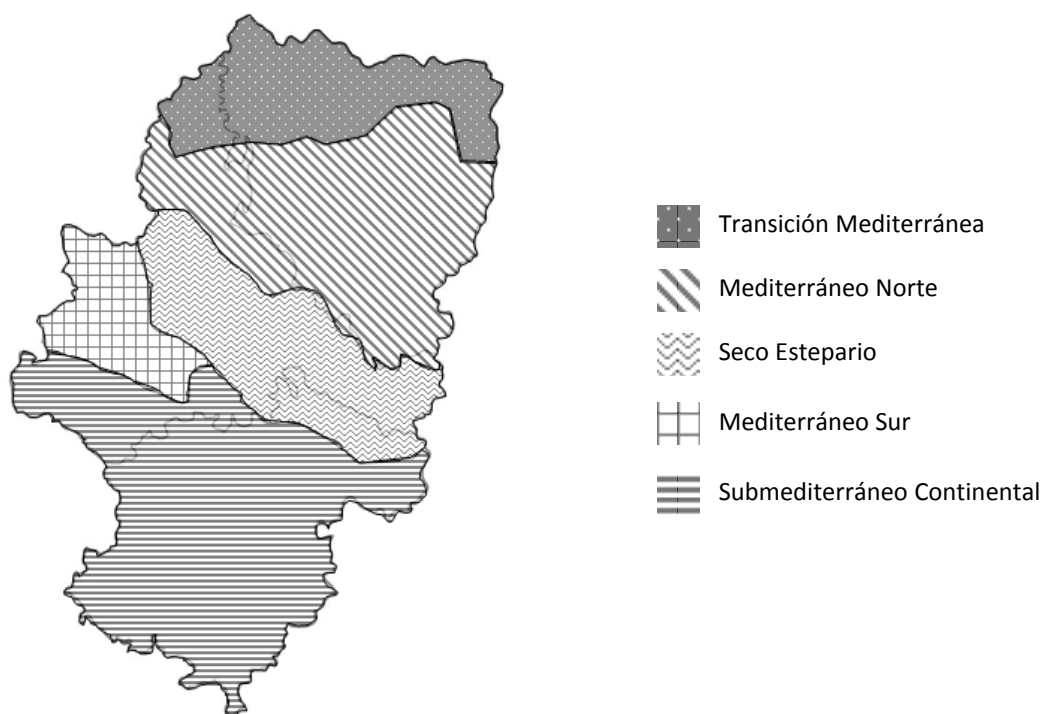 Transición Mediterránea
Mediterráneo Norte
Seco Estepario
Mediterráneo Sur
Submediterráneo Continental